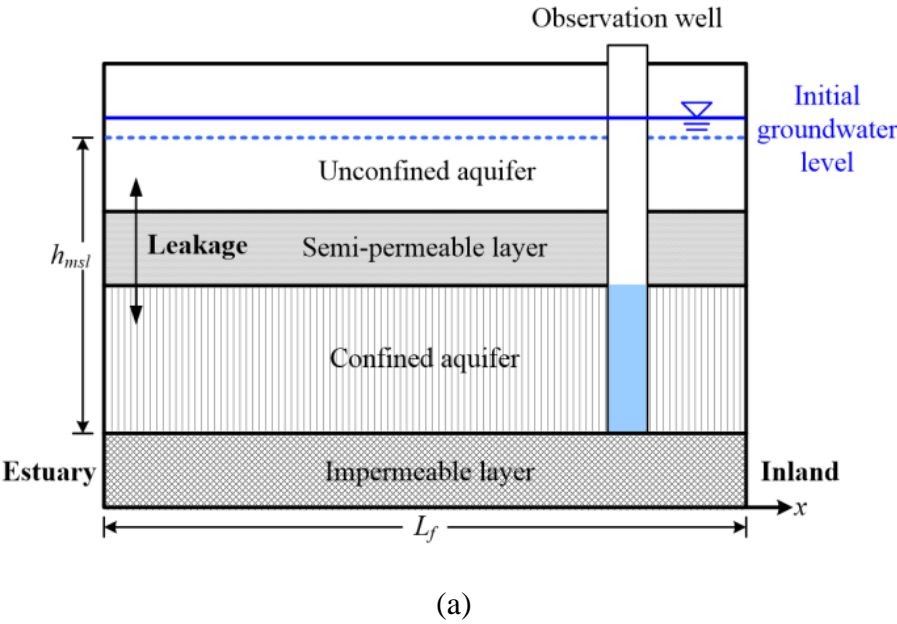 Observation well
Initial
groundwater
level
Unconfined aquifer
h_msl
Leakage
Semi-permeable layer
Confined aquifer
Estuary
Impermeable layer
Inland
x
L_f
(a)